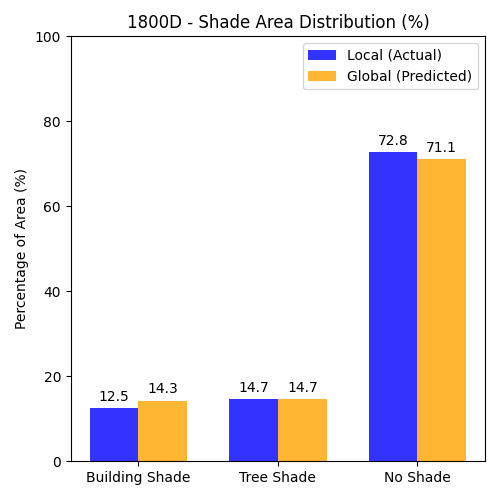 1800D - Shade Area Distribution (%)
Local (Actual)
Global (Predicted)
Percentage of Area (%)
100
80
60
40
20
0
12.5
14.3
14.7
14.7
72.8
71.1
Building Shade
Tree Shade
No Shade